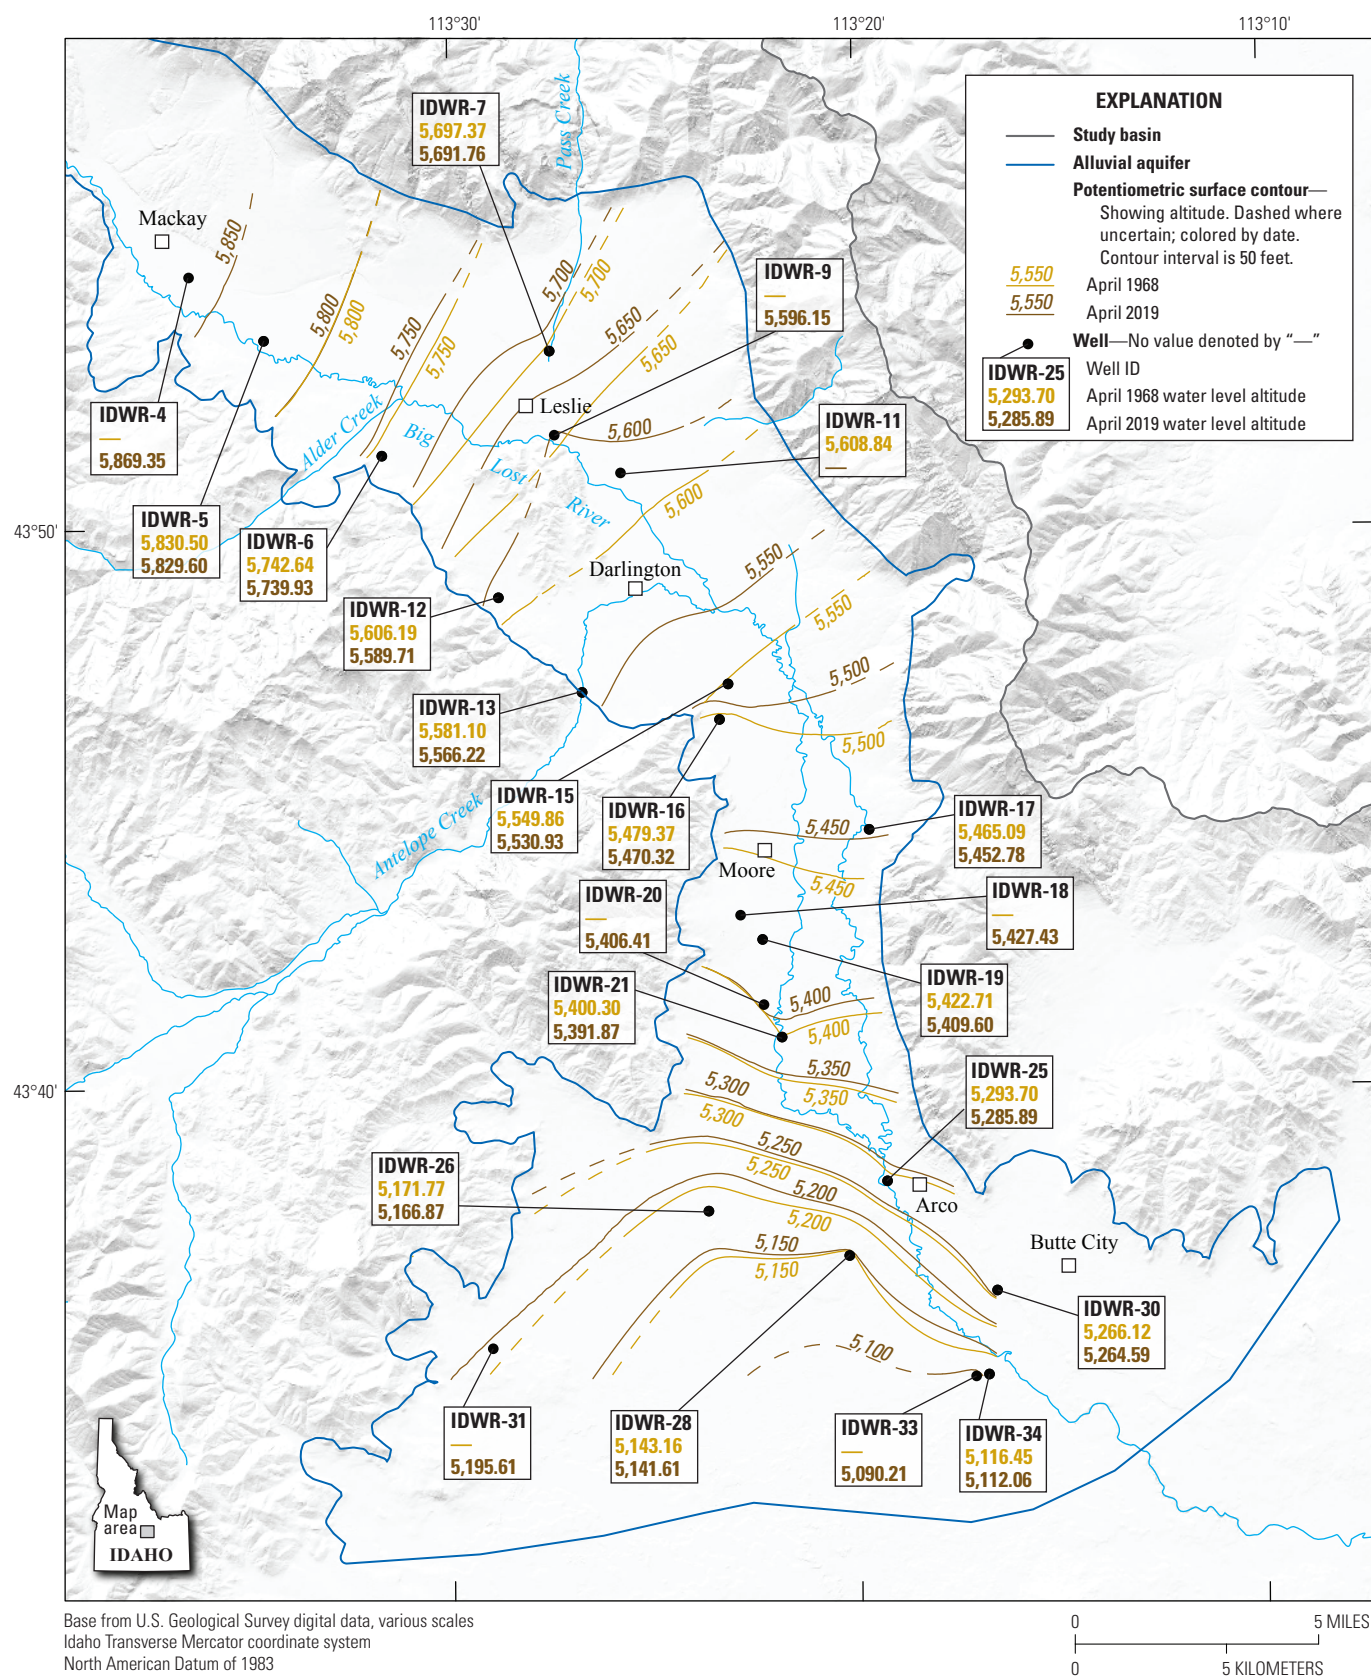 113°30'
113°20'
113°10'
EXPLANATION
Study basin
Alluvial aquifer
Potentiometric surface contour—
Showing altitude. Dashed where
uncertain; colored by date.
Contour interval is 50 feet.
5,550
April 1968
5,550
April 2019
Well—No value denoted by “—”
IDWR-25
Well ID
5,293.70
April 1968 water level altitude
5,285.89
April 2019 water level altitude
IDWR-7
5,697.37
5,691.76
Pass Creek
Mackay
5,850
5,800
5,800
5,750
5,750
5,700
5,700
5,650
5,650
IDWR-9
—
5,596.15
IDWR-4
—
5,869.35
Leslie
Alder Creek
Big
Lost
River
5,600
IDWR-11
5,608.84
—
5,600
IDWR-5
5,830.50
5,829.60
IDWR-6
5,742.64
5,739.93
43°50'
IDWR-12
5,606.19
5,589.71
Darlington
5,550
5,550
IDWR-13
5,581.10
5,566.22
5,500
5,500
IDWR-15
5,549.86
5,530.93
IDWR-16
5,479.37
5,470.32
IDWR-17
5,465.09
5,452.78
Antelope Creek
5,450
Moore
5,450
IDWR-20
—
5,406.41
IDWR-18
—
5,427.43
IDWR-21
5,400.30
5,391.87
IDWR-19
5,422.71
5,409.60
5,400
5,400
43°40'
5,350
5,350
5,300
5,300
IDWR-25
5,293.70
5,285.89
5,250
5,250
IDWR-26
5,171.77
5,166.87
5,200
5,200
Arco
5,150
5,150
Butte City
IDWR-30
5,266.12
5,264.59
5,100
IDWR-31
—
5,195.61
IDWR-28
5,143.16
5,141.61
IDWR-33
—
5,090.21
IDWR-34
5,116.45
5,112.06
Map
area
IDAHO
Base from U.S. Geological Survey digital data, various scales
Idaho Transverse Mercator coordinate system
North American Datum of 1983
0
5 MILES
0
5 KILOMETERS